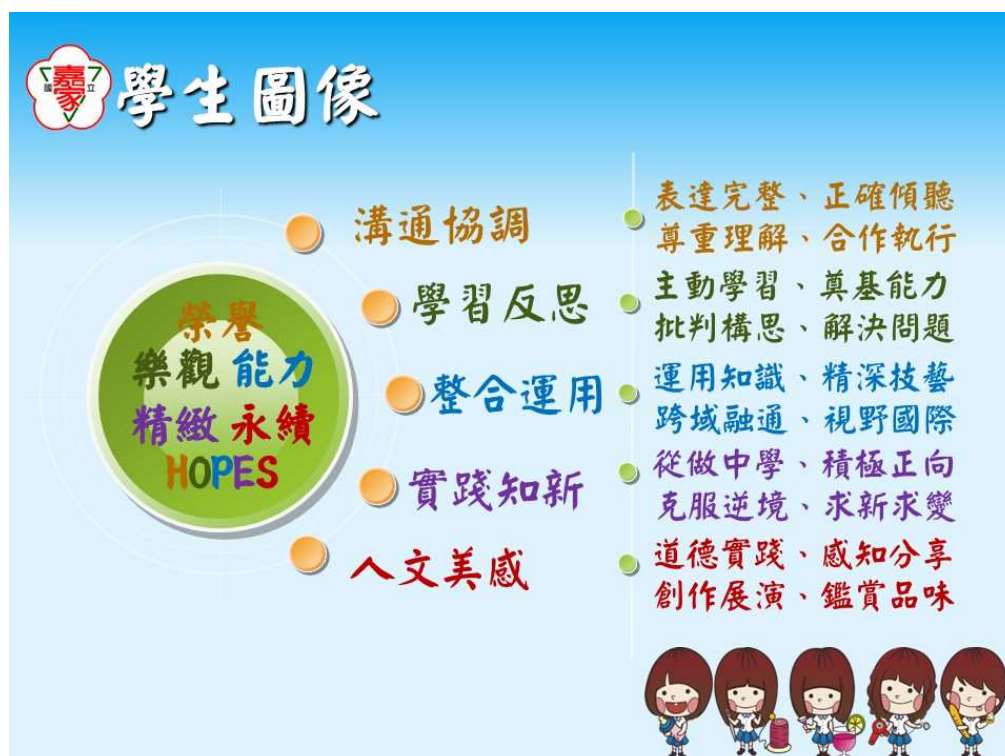 國立
嘉家
學生圖像
榮譽
樂觀 能力
精緻 永續
HOPES
溝通協調
表達完整、正確傾聽
尊重理解、合作執行
學習反思
主動學習、奠基能力
批判構思、解決問題
整合運用
運用知識、精深技藝
跨域融通、視野國際
實踐知新
從做中學、積極正向
克服逆境、求新求變
人文美感
道德實踐、感知分享
創作展演、鑑賞品味